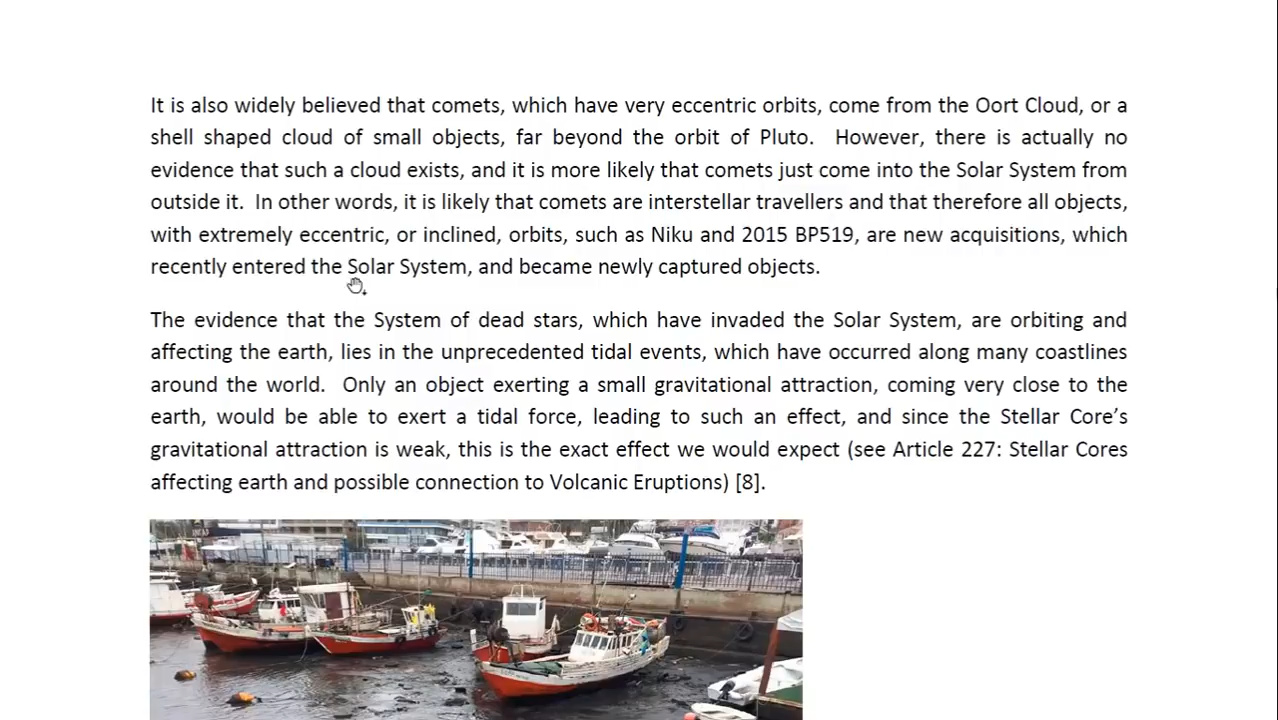 It is also widely believed that comets, which have very eccentric orbits, come from the Oort Cloud, or a
shell shaped cloud of small objects, far beyond the orbit of Pluto. However, there is actually no
evidence that such a cloud exists, and it is more likely that comets just come into the Solar System from
outside it. In other words, it is likely that comets are interstellar travellers and that therefore all objects,
with extremely eccentric, or inclined, orbits, such as Niku and 2015 BP519, are new acquisitions, which
recently entered the Solar System, and became newly captured objects.
The evidence that the System of dead stars, which have invaded the Solar System, are orbiting and
affecting the earth, lies in the unprecedented tidal events, which have occurred along many coastlines
around the world. Only an object exerting a small gravitational attraction, coming very close to the
earth, would be able to exert a tidal force, leading to such an effect, and since the Stellar Core’s
gravitational attraction is weak, this is the exact effect we would expect (see Article 227: Stellar Cores
affecting earth and possible connection to Volcanic Eruptions) [8].